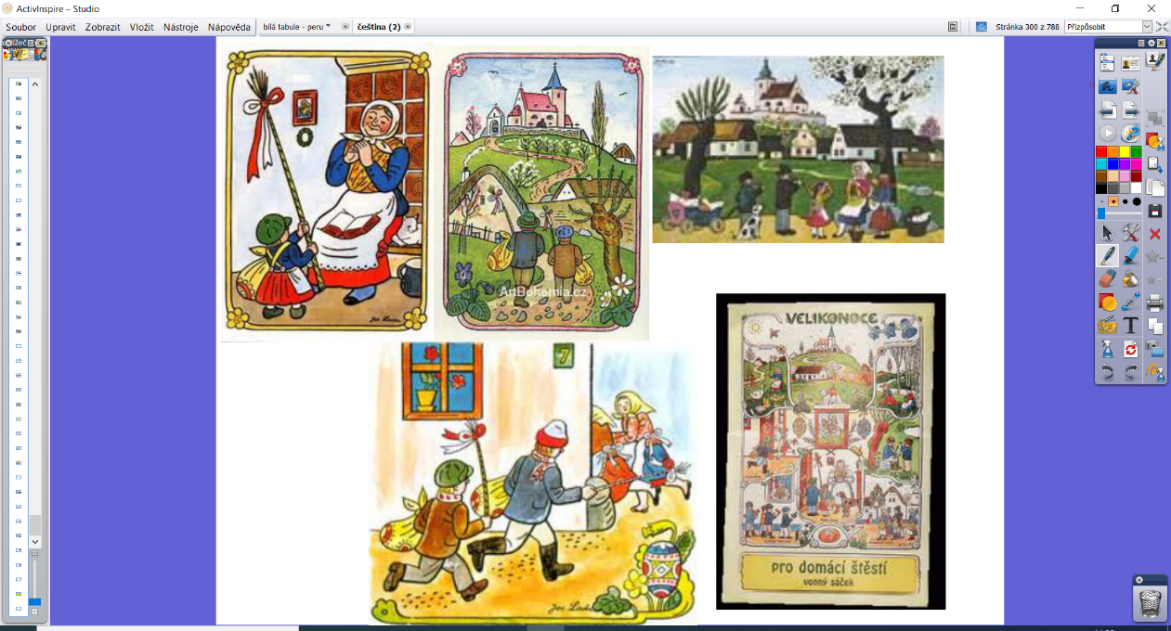 ActivInspire – Studio
Soubor Upravit Zobrazit Vložit Nástroje Nápověda
bílá tabule - peru *
čeština (2)
Stránka 300 z 788
Přizpůsobit
ArtBohemia.cz
7
VELIKONOCE
pro domácí štěstí
vonný sáček